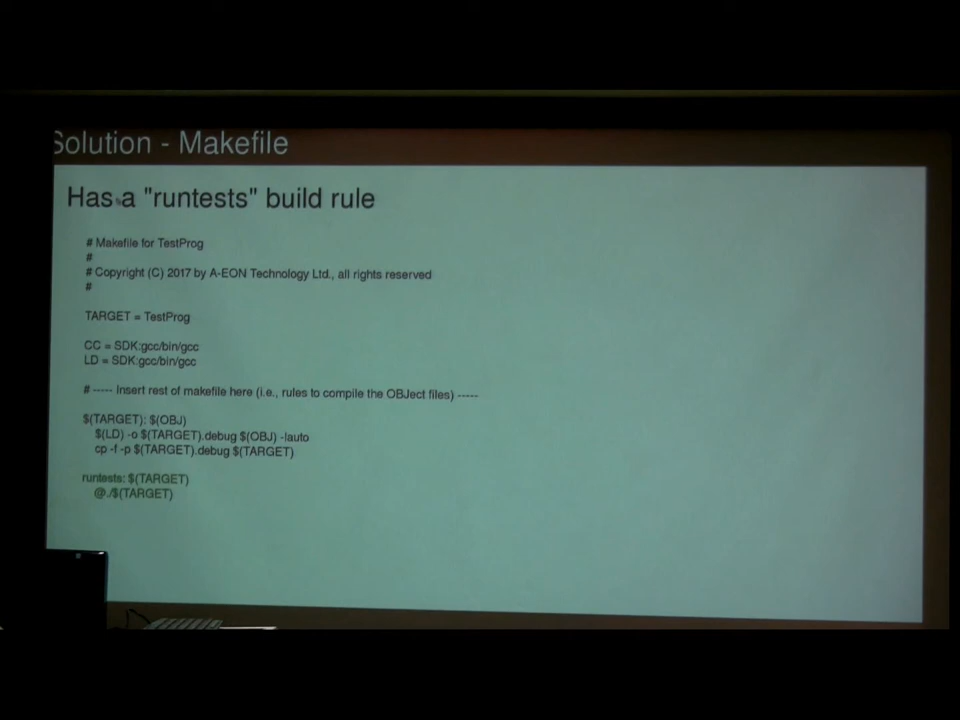 Solution - Makefile
Has a "runtests" build rule
# Makefile for TestProg
#
# Copyright (C) 2017 by A-EON Technology Ltd., all rights reserved
#
TARGET = TestProg
CC = SDK:gcc/bin/gcc
LD = SDK:gcc/bin/gcc
# ----- Insert rest of makefile here (i.e., rules to compile the OBJect files) -----
$(TARGET): $(OBJ)
$(LD) -o $(TARGET).debug $(OBJ) -lauto
cp -f -p $(TARGET).debug $(TARGET)
runtests: $(TARGET)
@./$(TARGET)